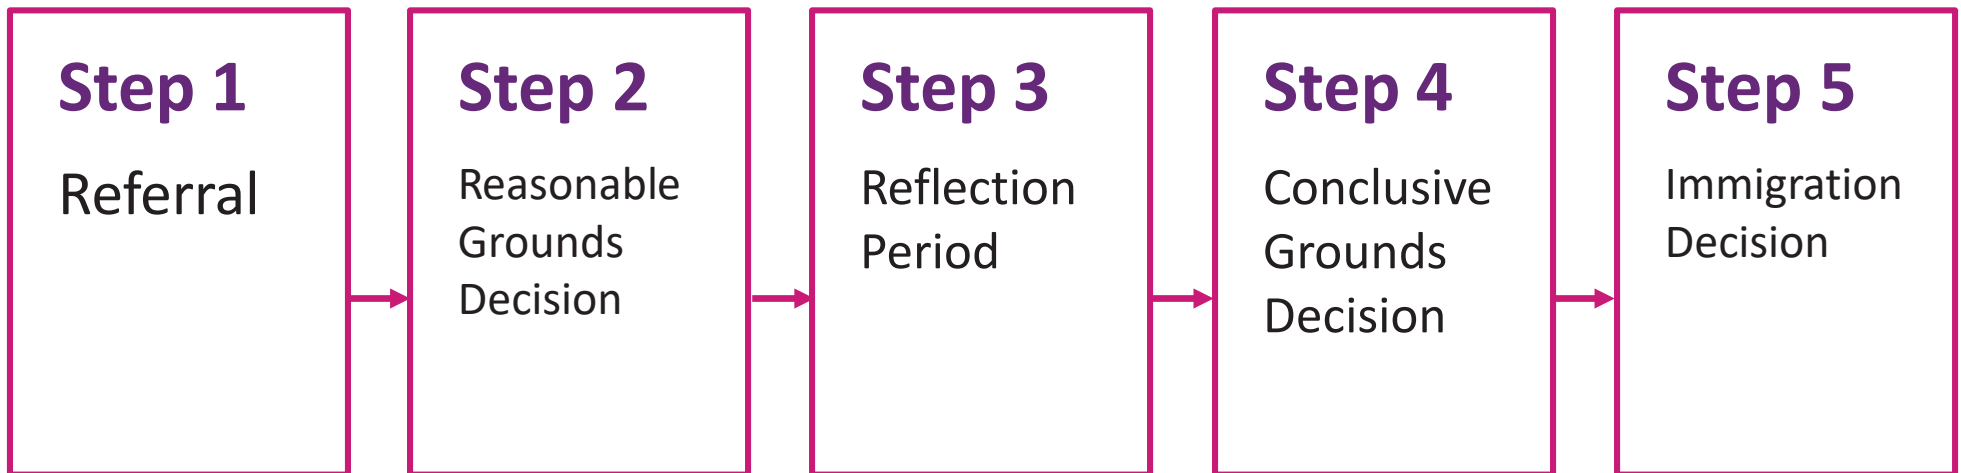 Step 1
Referral
Step 2
Reasonable
Grounds
Decision
Step 3
Reflection
Period
Step 4
Conclusive
Grounds
Decision
Step 5
Immigration
Decision